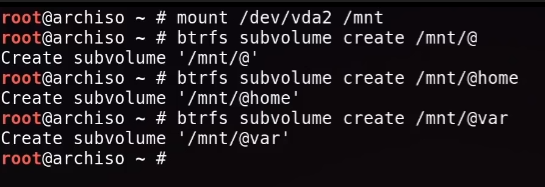 root@archiso ~ # mount /dev/vda2 /mnt
root@archiso ~ # btrfs subvolume create /mnt/@
Create subvolume '/mnt/@'
root@archiso ~ # btrfs subvolume create /mnt/@home
Create subvolume '/mnt/@home'
root@archiso ~ # btrfs subvolume create /mnt/@var
Create subvolume '/mnt/@var'
root@archiso ~ #